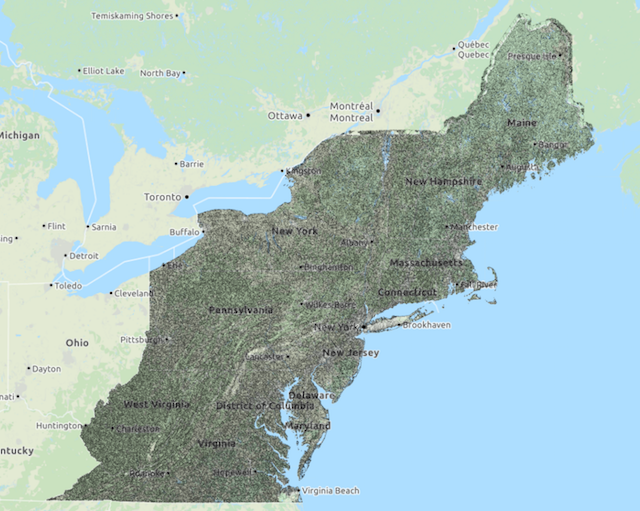 Temiskaming Shores
Québec
Quebec
Presque Isle
Elliot Lake
North Bay
Montréal
Montreal
Ottawa
Maine
Bangor
Michigan
Barrie
Kingston
Augusta
New Hampshire
Toronto
Flint
Sarnia
Buffalo
New York
Albany
Manchester
ing
Detroit
Erie
Binghamton
Massachusetts
Toledo
Cleveland
Wilkes-Barre
Connecticut
Fall River
Pennsylvania
New York
Brookhaven
Ohio
Pittsburgh
Lancaster
New Jersey
Dayton
nati
West Virginia
Delaware
District of Columbia
Huntington
Charleston
Maryland
ntucky
Virginia
Roanoke
Hopewell
Virginia Beach